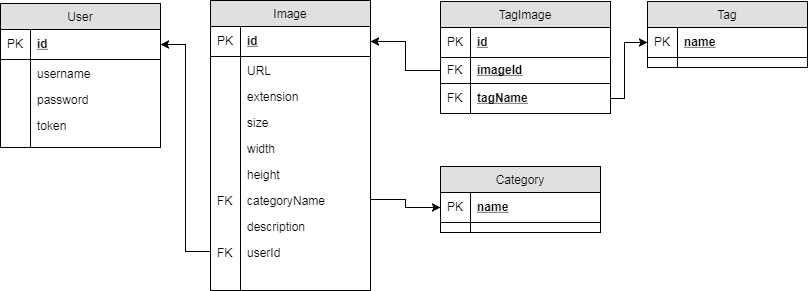 User
PK id
username
password
token
Image
PK id
URL
extension
size
width
height
FK categoryName
description
FK userId
TagImage
PK id
FK imageId
FK tagName
Tag
PK name
Category
PK name